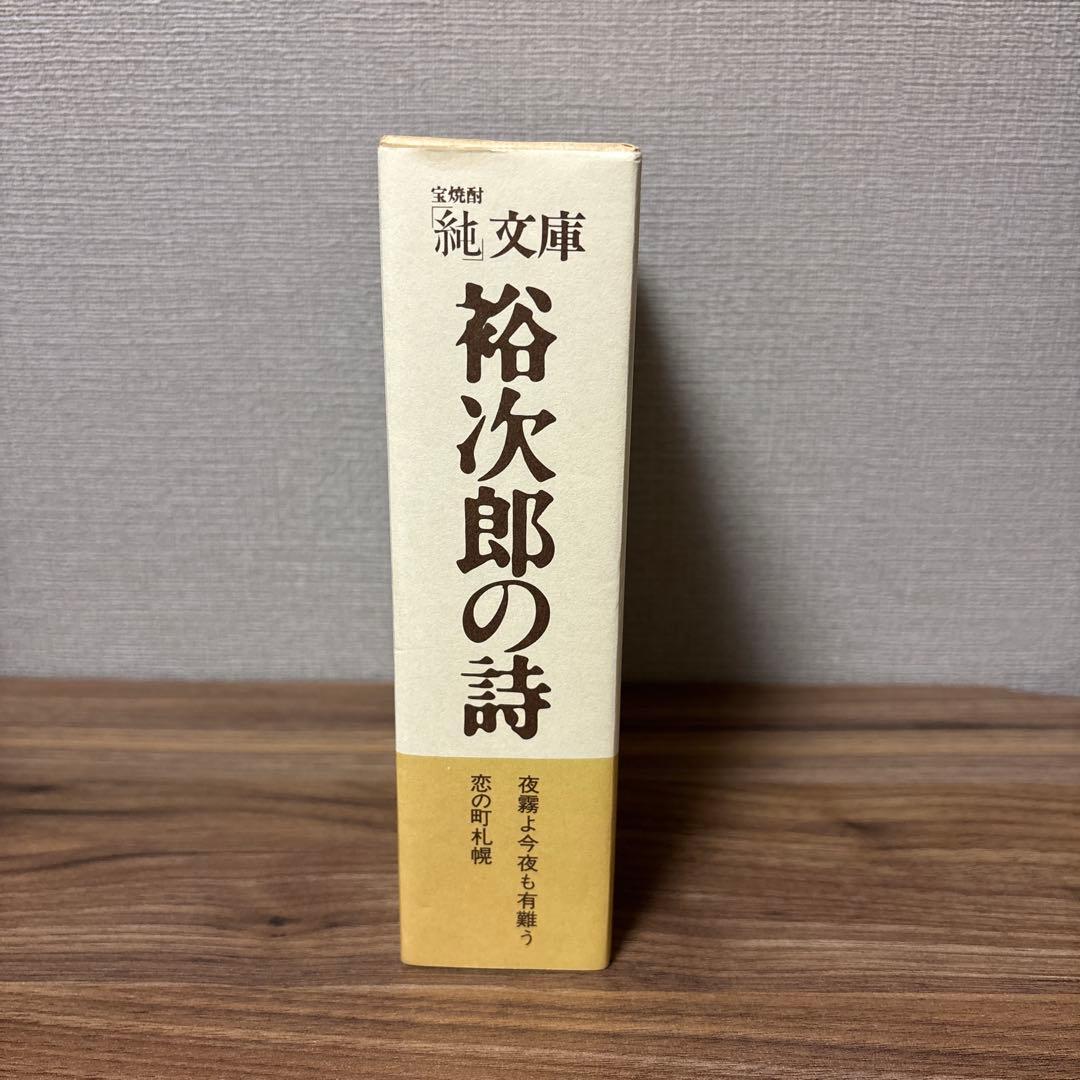 宝焼酎
「純」文庫
裕次郎の詩
夜霧よ今夜も有難う
恋の町札幌